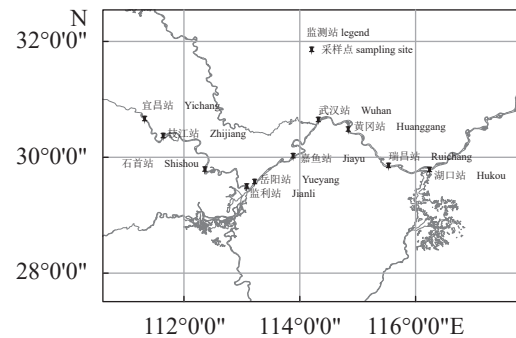 N
32°0'0"
监测站 legend
采样点 sampling site
宜昌站 Yichang
武汉站 Wuhan
枝江站 Zhijiang
黄冈站 Huanggang
30°0'0"
石首站 Shishou
嘉鱼站 Jiayu
瑞昌站 Ruichang
岳阳站 Yueyang
湖口站 Hukou
监利站 Jianli
28°0'0"
112°0'0"
114°0'0"
116°0'0"E